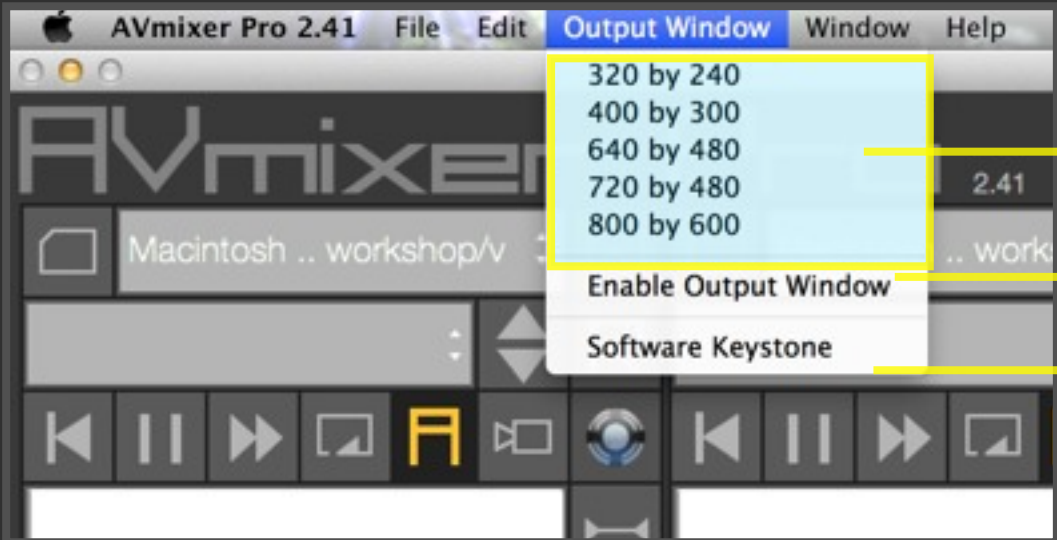 AVmixer Pro 2.41 File Edit Output Window Window Help
320 by 240
400 by 300
640 by 480
720 by 480
800 by 600
Enable Output Window
Software Keystone
AVmixer
2.41
Macintosh .. workshop/v
..
A